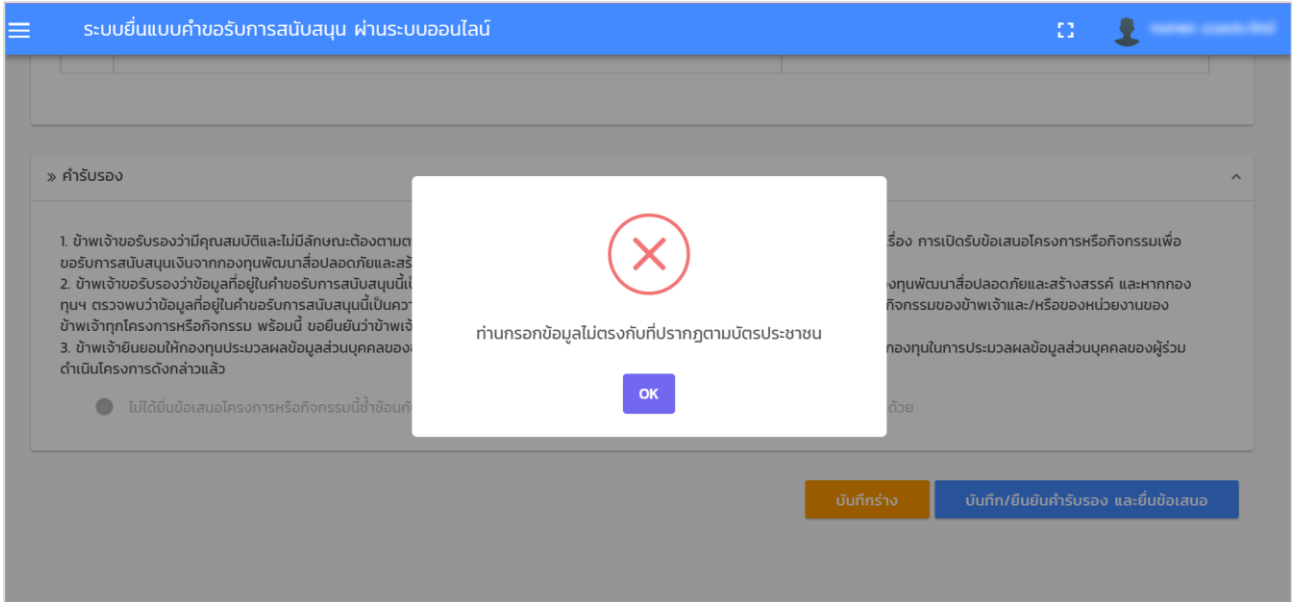 ระบบยื่นแบบคำขอรับการสนับสนุน ผ่านระบบออนไลน์
» คำรับรอง
1. ข้าพเจ้าขอรับรองว่ามีคุณสมบัติและไม่มีลักษณะต้องตามต
รื่อง การเปิดรับข้อเสนอโครงการหรือกิจกรรมเพื่อ
ขอรับการสนับสนุนเงินจากกองทุนพัฒนาสื่อปลอดภัยและสร้
2. ข้าพเจ้าขอรับรองว่าข้อมูลที่อยู่ในคำขอรับการสนับสนุนนี้เป็
งทุนพัฒนาสื่อปลอดภัยและสร้างสรรค์ และหากกอง
ทุนฯ ตรวจพบว่าข้อมูลที่อยู่ในคำขอรับการสนับสนุนนี้เป็นควา
กิจกรรมของข้าพเจ้าและ/หรือของหน่วยงานของ
ข้าพเจ้าทุกโครงการหรือกิจกรรม พร้อมนี้ ขอยืนยันว่าข้าพเจ้
3. ข้าพเจ้ายินยอมให้กองทุนประมวลผลข้อมูลส่วนบุคคลของ
กองทุนในการประมวลผลข้อมูลส่วนบุคคลของผู้ร่วม
ดำเนินโครงการดังกล่าวแล้ว
ไม่ได้ยื่นข้อเสนอโครงการหรือกิจกรรมนี้ซ้ำซ้อนกั
ด้วย
ท่านกรอกข้อมูลไม่ตรงกับที่ปรากฏตามบัตรประชาชน
OK
บันทึกร่าง
บันทึก/ยืนยันคำรับรอง และยื่นข้อเสนอ